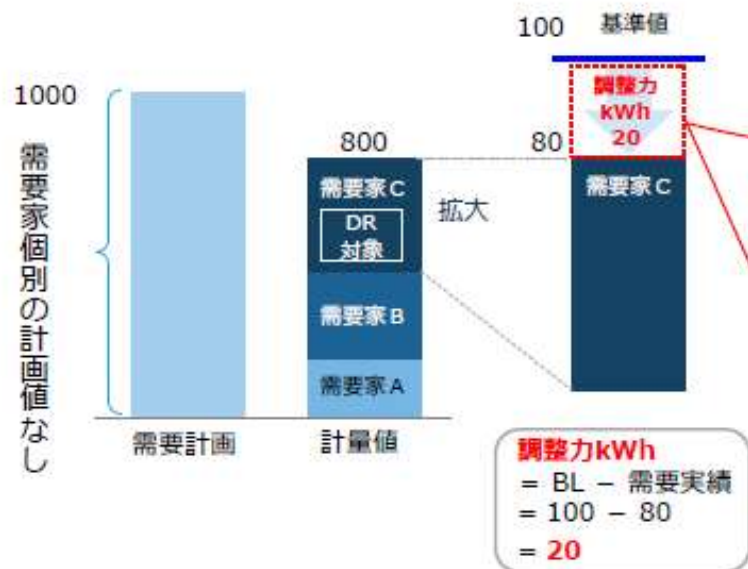 100 基準値
1000
調整力
kWh
20
800
80
需要家個別の計画値なし
需要家C
DR
対象
拡大
需要家C
需要家B
需要家A
需要計画
計量値
調整力kWh
= BL − 需要実績
= 100 − 80
= 20